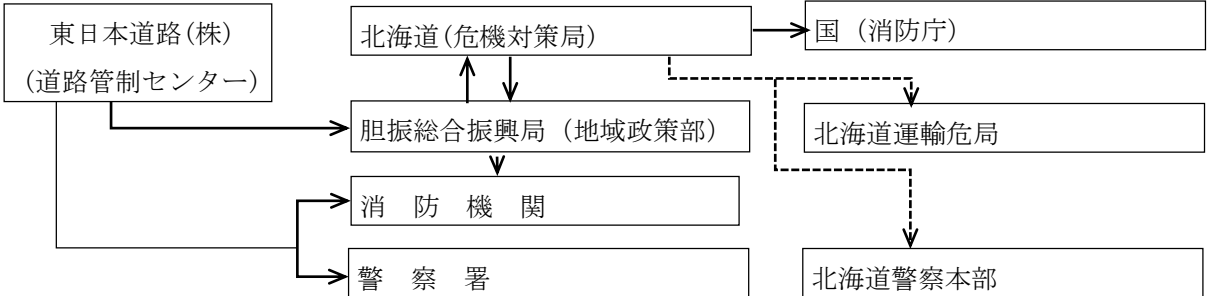 東日本道路(株)
(道路管制センター)
北海道(危機対策局)
国（消防庁）
胆振総合振興局（地域政策部）
北海道運輸危局
消　防　機　関
警　察　署
北海道警察本部